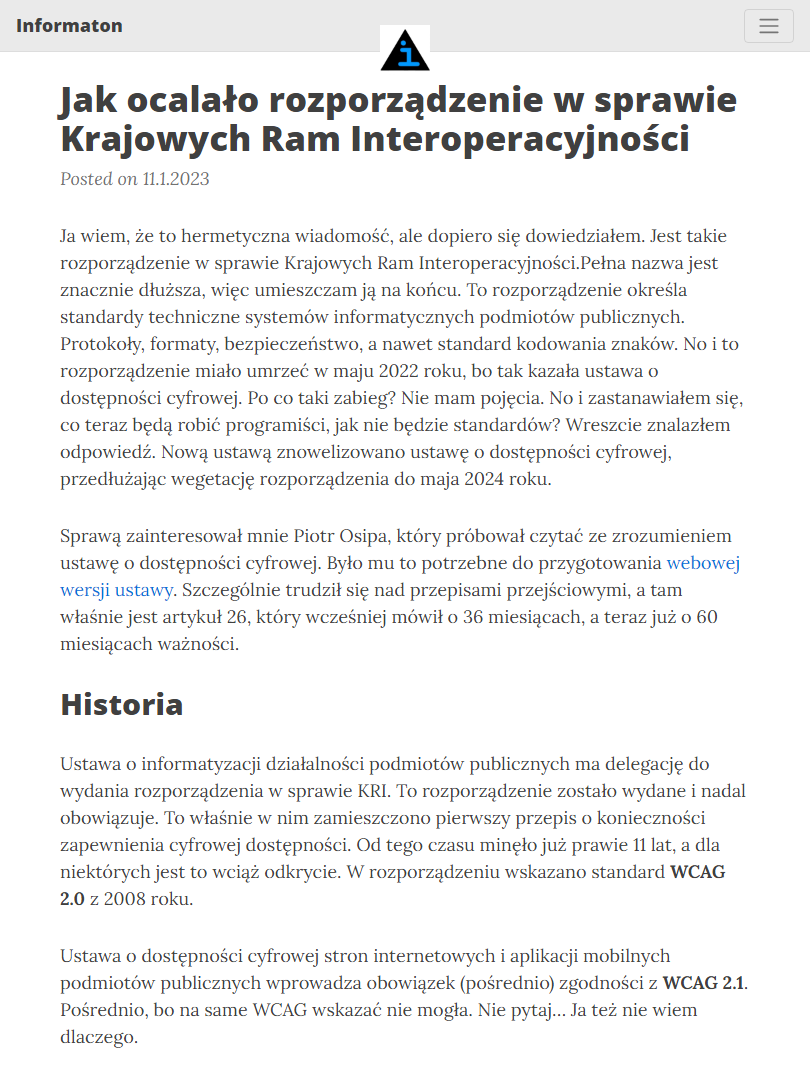 Informaton
i
Jak ocalało rozporządzenie w sprawie
Krajowych Ram Interoperacyjności
Posted on 11.1.2023
Ja wiem, że to hermetyczna wiadomość, ale dopiero się dowiedziałem. Jest takie
rozporządzenie w sprawie Krajowych Ram Interoperacyjności.Pełna nazwa jest
znacznie dłuższa, więc umieszczam ją na końcu. To rozporządzenie określa
standardy techniczne systemów informatycznych podmiotów publicznych.
Protokoły, formaty, bezpieczeństwo, a nawet standard kodowania znaków. No i to
rozporządzenie miało umrzeć w maju 2022 roku, bo tak kazała ustawa o
dostępności cyfrowej. Po co taki zabieg? Nie mam pojęcia. No i zastanawiałem się,
co teraz będą robić programiści, jak nie będzie standardów? Wreszcie znalazłem
odpowiedź. Nową ustawą znowelizowano ustawę o dostępności cyfrowej,
przedłużając wegetację rozporządzenia do maja 2024 roku.
Sprawą zainteresował mnie Piotr Osipa, który próbował czytać ze zrozumieniem
ustawę o dostępności cyfrowej. Było mu to potrzebne do przygotowania webowej
wersji ustawy. Szczególnie trudził się nad przepisami przejściowymi, a tam
właśnie jest artykuł 26, który wcześniej mówił o 36 miesiącach, a teraz już o 60
miesiącach ważności.
Historia
Ustawa o informatyzacji działalności podmiotów publicznych ma delegację do
wydania rozporządzenia w sprawie KRI. To rozporządzenie zostało wydane i nadal
obowiązuje. To właśnie w nim zamieszczono pierwszy przepis o konieczności
zapewnienia cyfrowej dostępności. Od tego czasu minęło już prawie 11 lat, a dla
niektórych jest to wciąż odkrycie. W rozporządzeniu wskazano standard WCAG
2.0 z 2008 roku.
Ustawa o dostępności cyfrowej stron internetowych i aplikacji mobilnych
podmiotów publicznych wprowadza obowiązek (pośrednio) zgodności z WCAG 2.1.
Pośrednio, bo na same WCAG wskazać nie mogła. Nie pytaj… Ja też nie wiem
dlaczego.